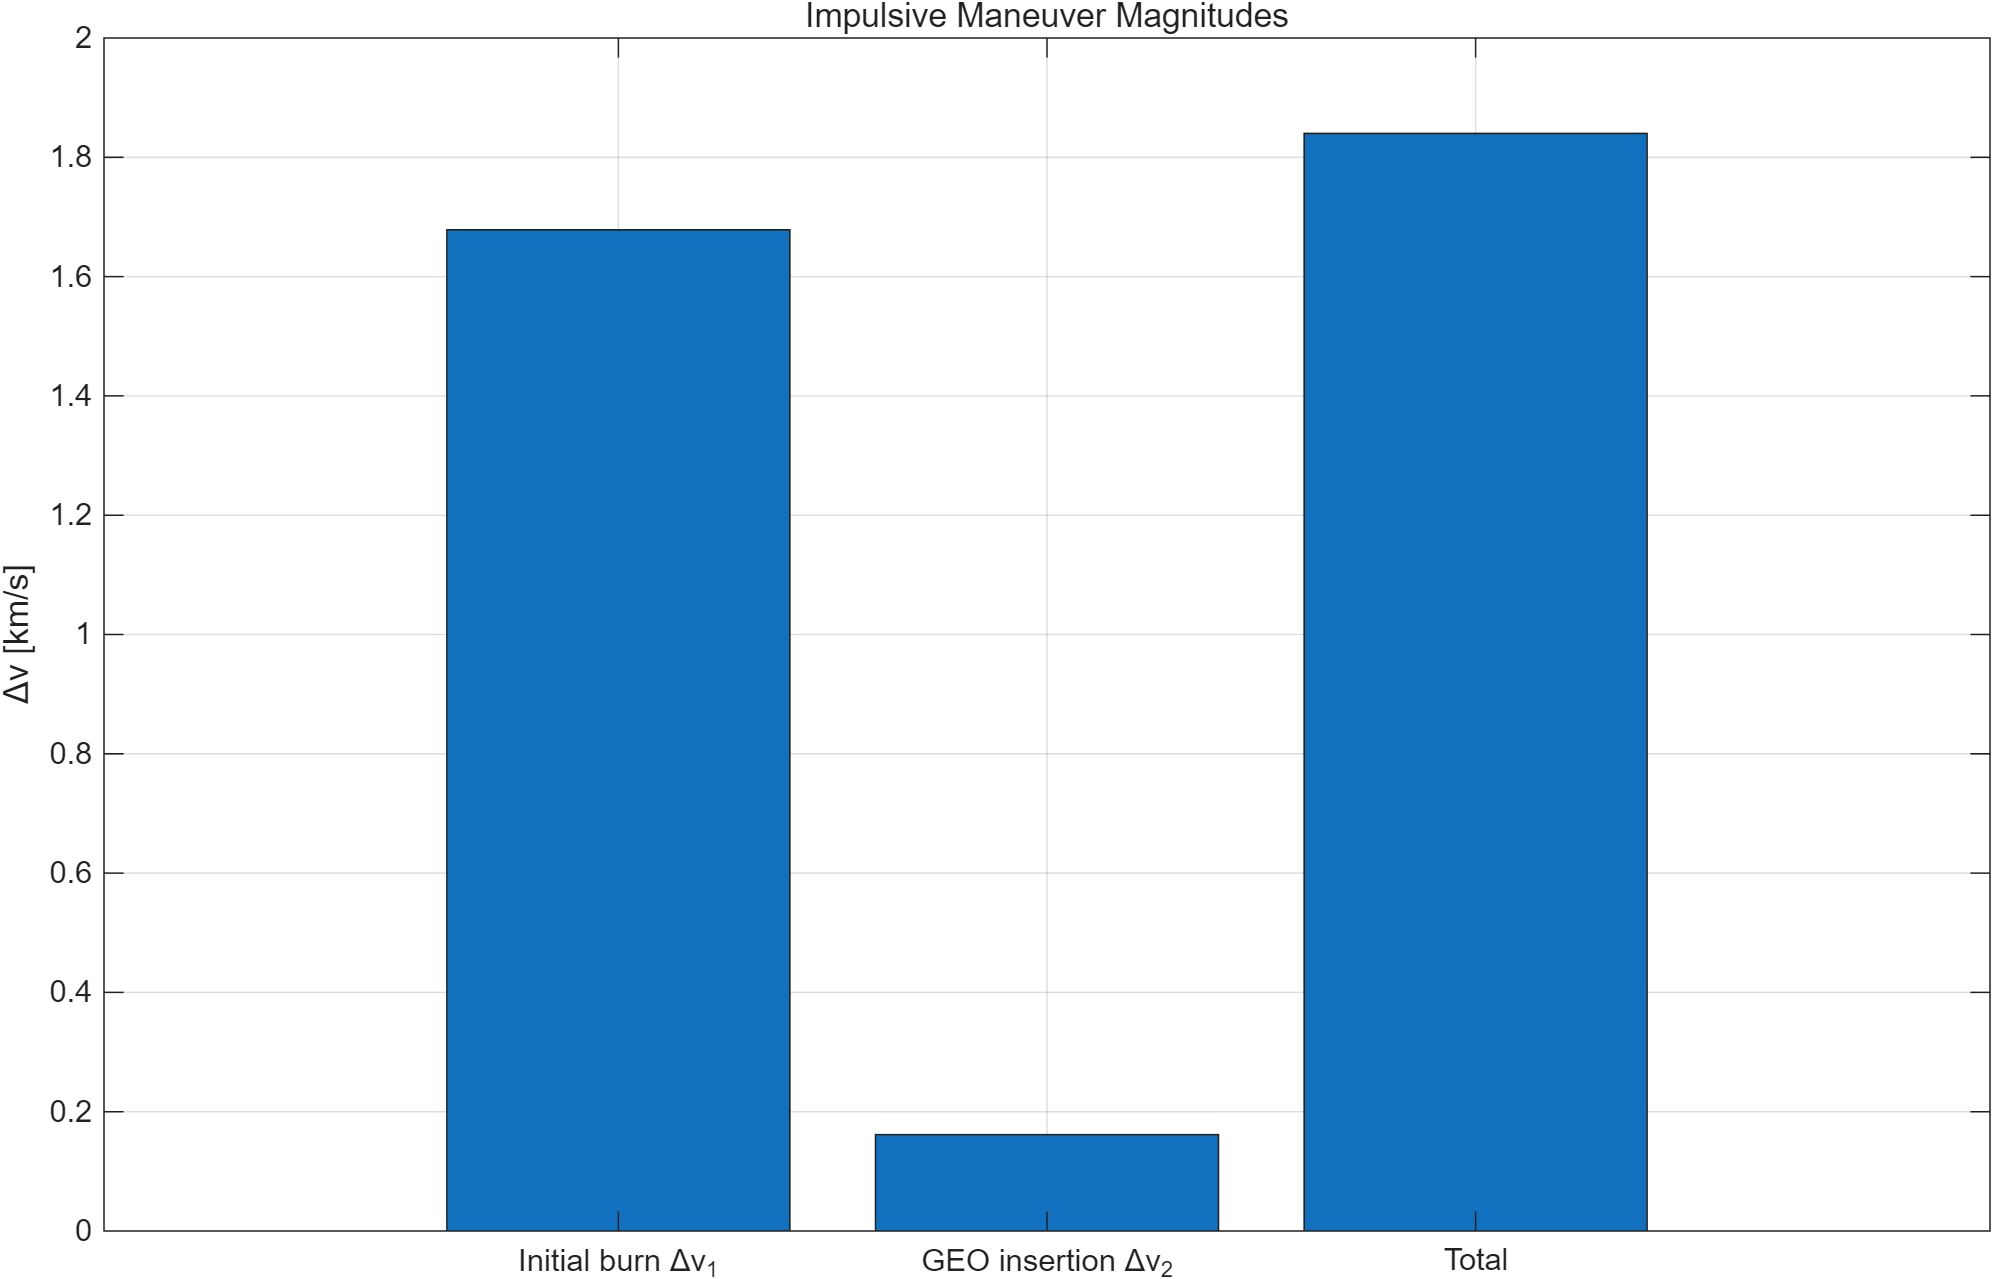 Impulsive Maneuver Magnitudes
2
1.8
1.6
1.4
1.2
1
0.8
0.6
0.4
0.2
0
Δv [km/s]
Initial burn Δv₁
GEO insertion Δv₂
Total